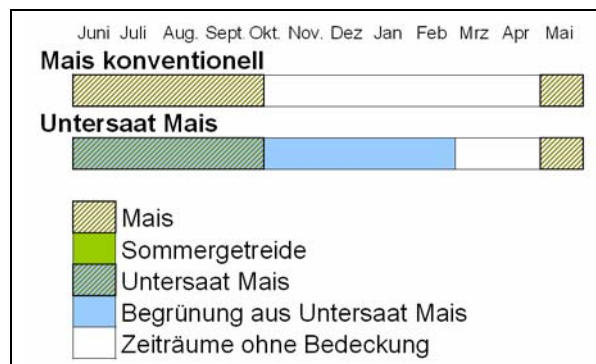 Juni Juli Aug. Sept. Okt. Nov. Dez Jan Feb Mrz Apr Mai
Mais konventionell
Untersaat Mais
Mais
Sommergetreide
Untersaat Mais
Begrünung aus Untersaat Mais
Zeiträume ohne Bedeckung